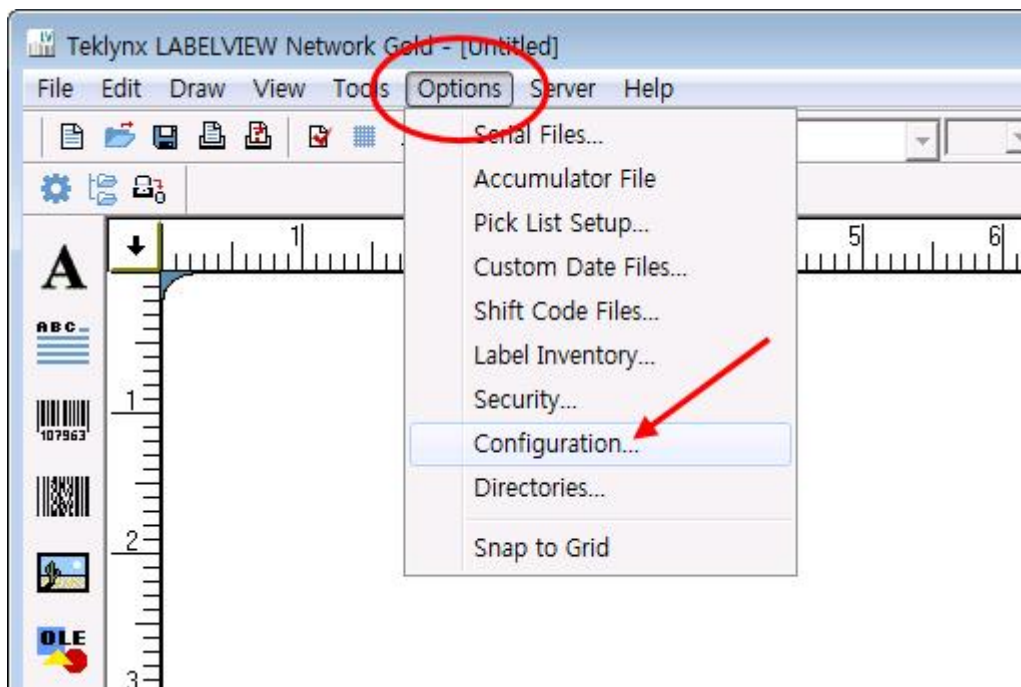 LV
Teklynx LABELVIEW Network Gold - [Untitled]
File Edit Draw View Tools Options Server Help
Serial Files...
Accumulator File
Pick List Setup...
Custom Date Files...
Shift Code Files...
Label Inventory...
Security...
Configuration...
Directories...
Snap to Grid
1 5 6
A
ABC
1
107963
2
OLE
3